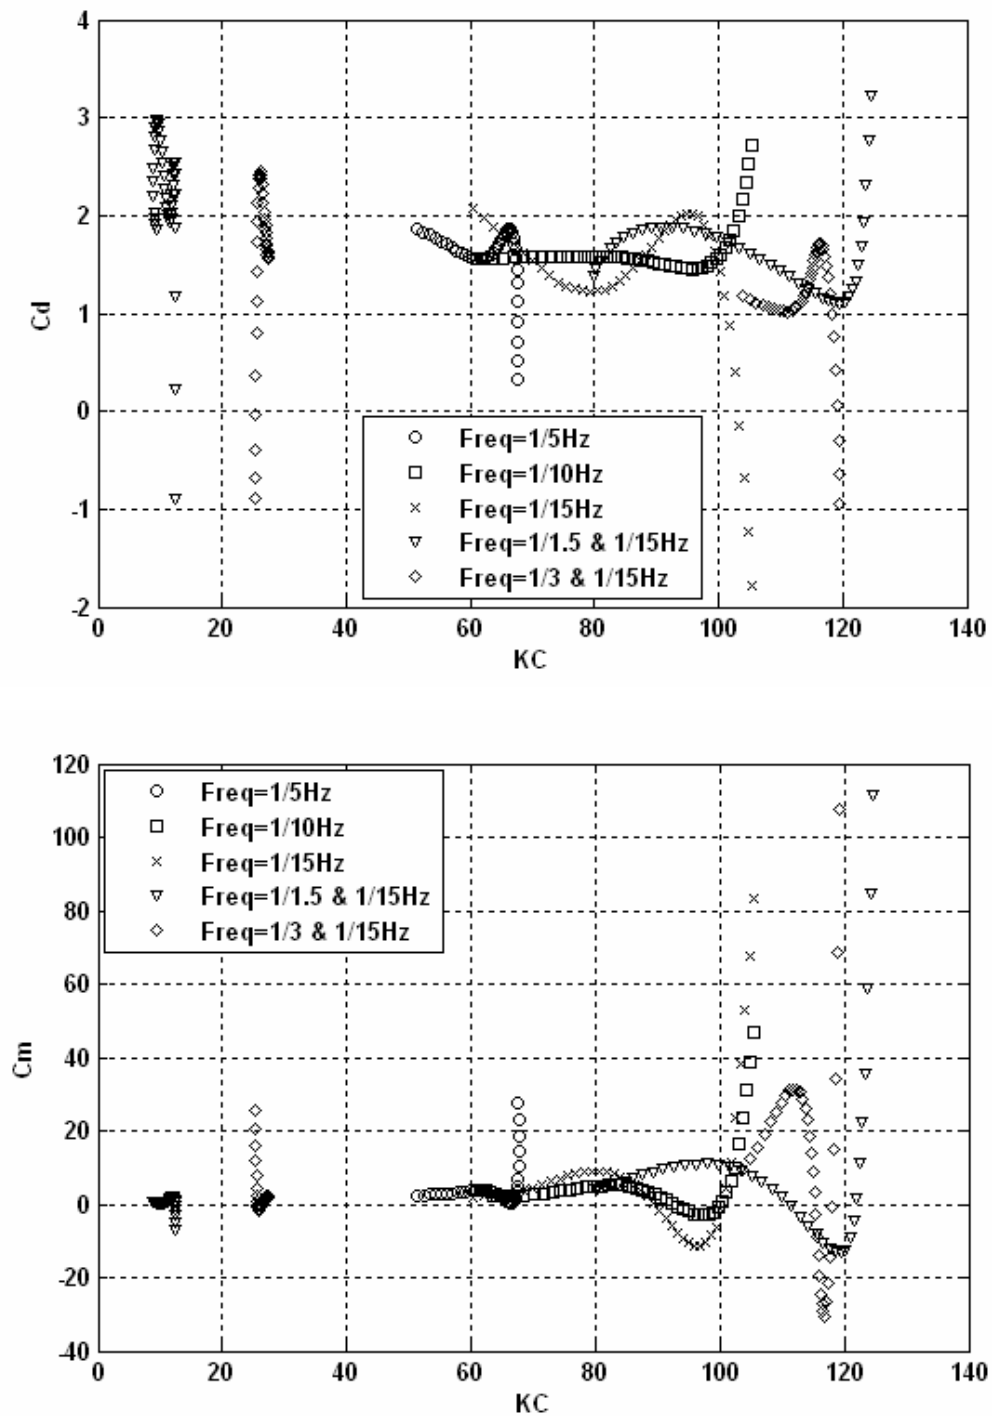 4
3
2
1
0
-1
-2
Cd
Freq=1/5Hz
Freq=1/10Hz
Freq=1/15Hz
Freq=1/1.5 & 1/15Hz
Freq=1/3 & 1/15Hz
0 20 40 60 80 100 120 140
KC
120
100
80
60
40
20
0
-20
-40
Cm
Freq=1/5Hz
Freq=1/10Hz
Freq=1/15Hz
Freq=1/1.5 & 1/15Hz
Freq=1/3 & 1/15Hz
0 20 40 60 80 100 120 140
KC